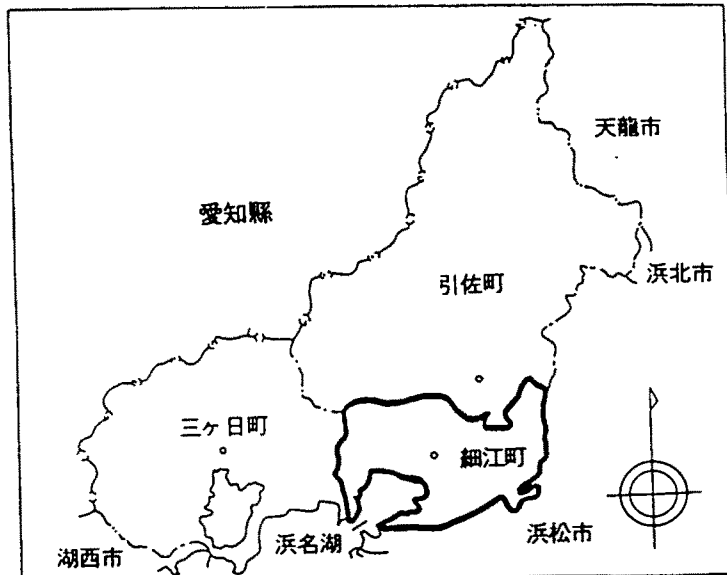 天龍市
愛知縣
引佐町
浜北市
三ヶ日町
細江町
湖西市
浜名湖
浜松市